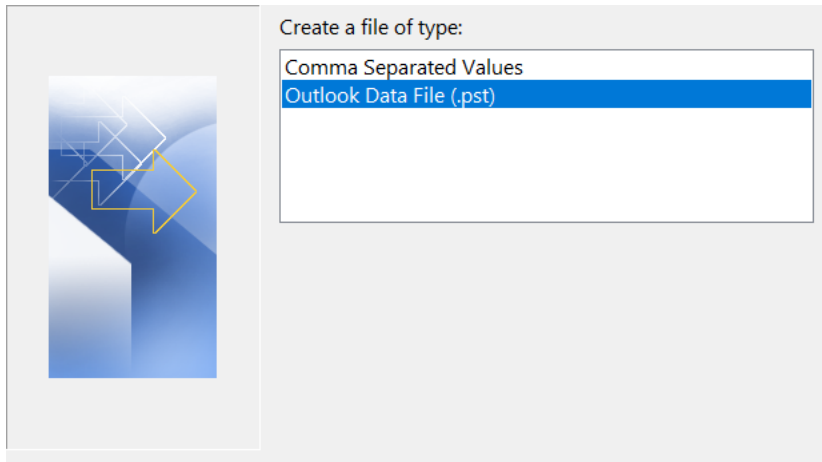 Create a file of type:
Comma Separated Values
Outlook Data File (.pst)